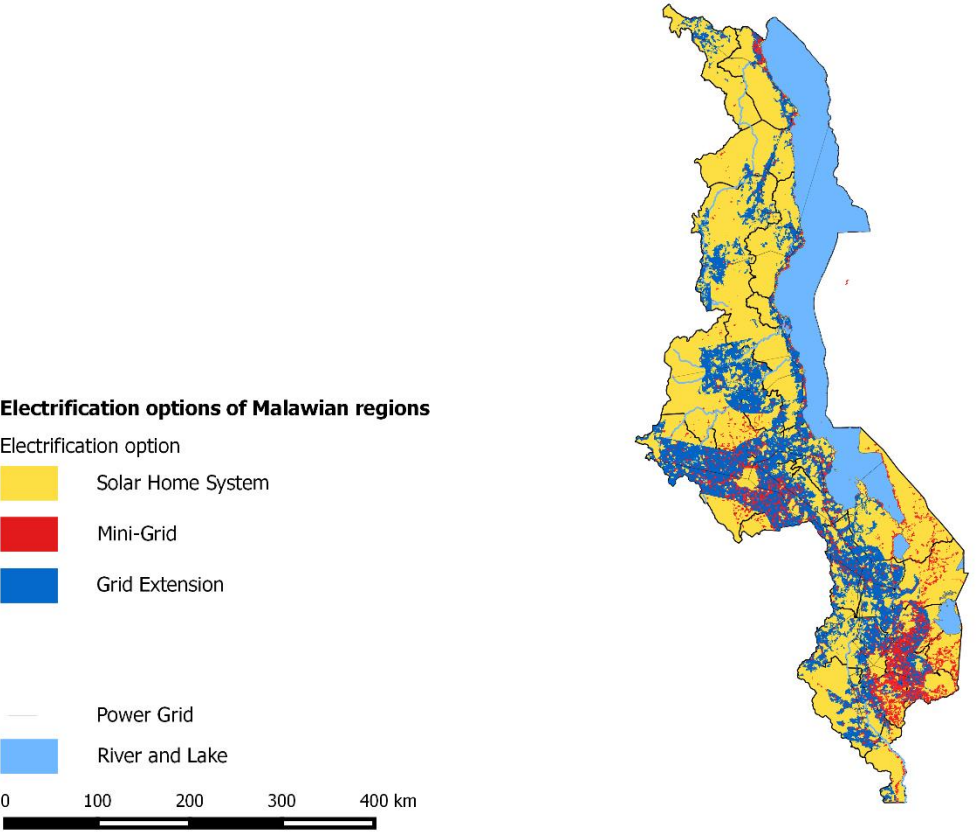 Electrification options of Malawian regions
Electrification option
Solar Home System
Mini-Grid
Grid Extension
Power Grid
River and Lake
0 100 200 300 400 km